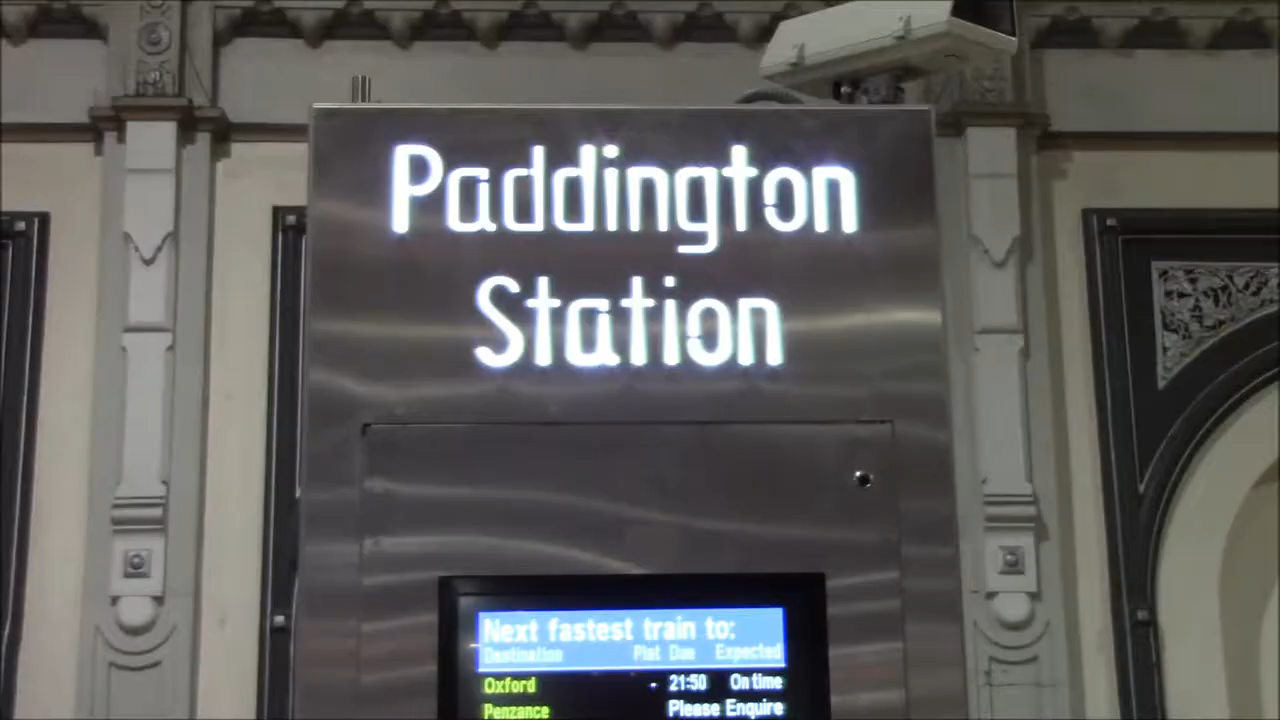 Paddington
Station
Next fastest train to:
Destination Plat Due Expected
Oxford - 21:50 On time
Penzance Please Enquire